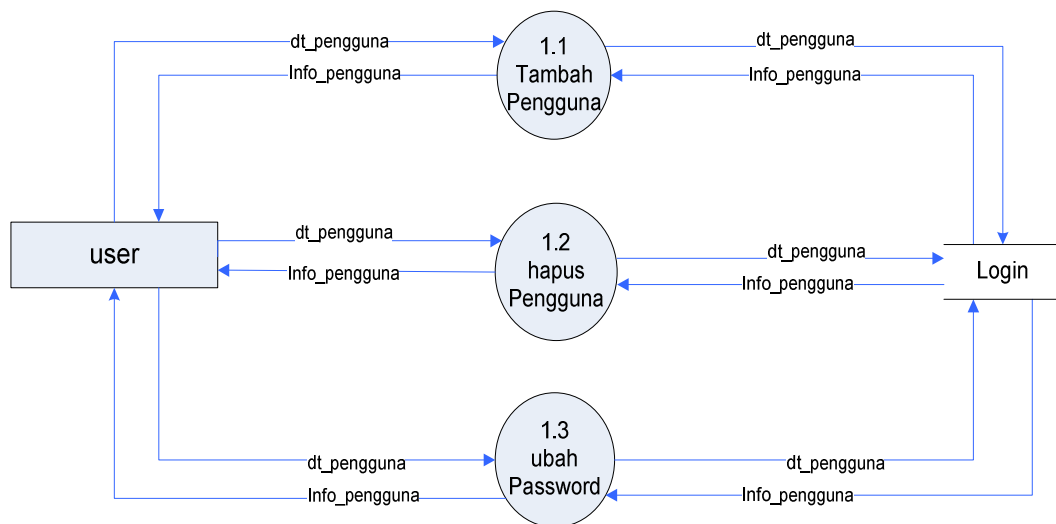 dt_pengguna
1.1
Tambah
Pengguna
dt_pengguna
Info_pengguna
Info_pengguna
user
dt_pengguna
1.2
hapus
Pengguna
dt_pengguna
Info_pengguna
Info_pengguna
Login
1.3
ubah
Password
dt_pengguna
dt_pengguna
Info_pengguna
Info_pengguna